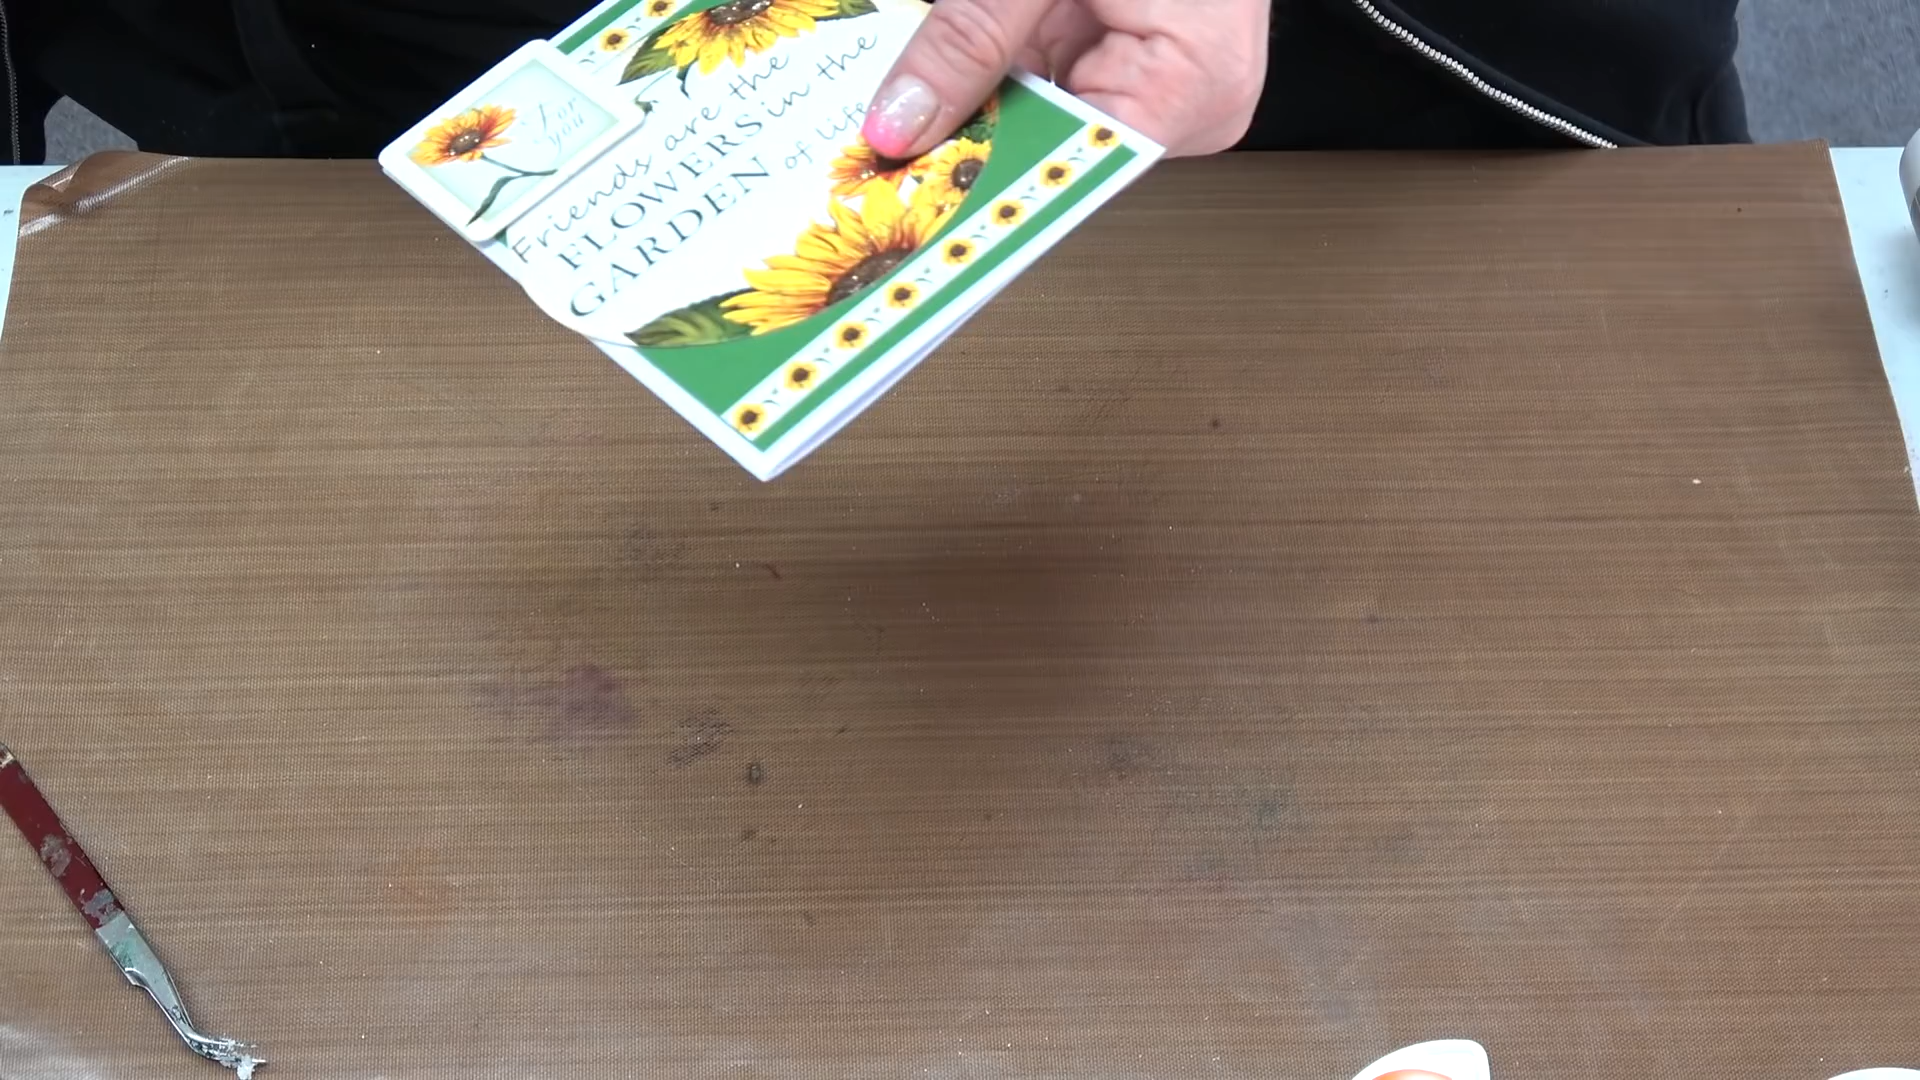 For
you
Friends are the
FLOWERS in the
GARDEN of life